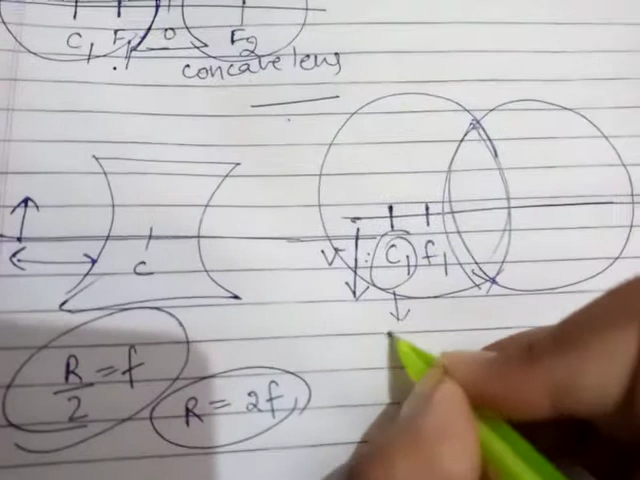 C₁ F₁ O F₂
concave lens
C
V C₁ f₁
R/2 = f
R = 2f₁